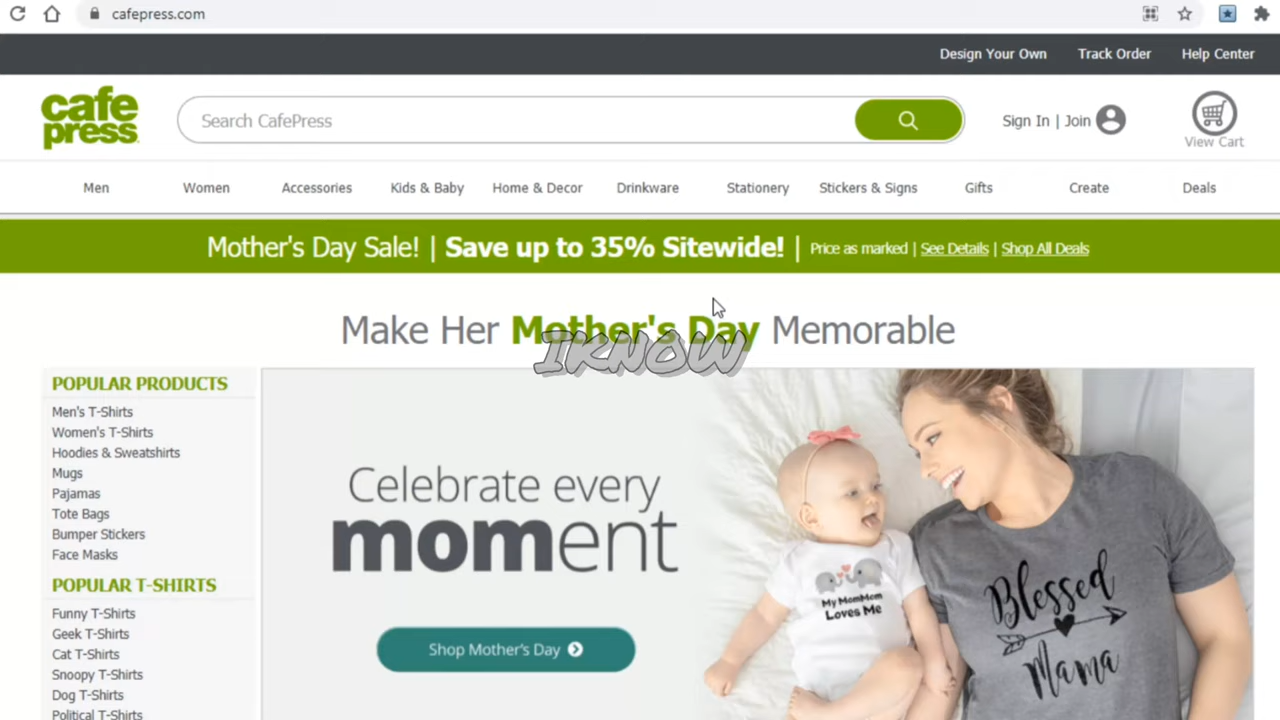 cafepress.com
Design Your Own Track Order Help Center
cafe
press
Search CafePress
Sign In | Join
View Cart
Men Women Accessories Kids & Baby Home & Decor Drinkware Stationery Stickers & Signs Gifts Create Deals
Mother's Day Sale! | Save up to 35% Sitewide! | Price as marked | See Details | Shop All Deals
Make Her Mother's Day Memorable
IKNOW
POPULAR PRODUCTS
Men's T-Shirts
Women's T-Shirts
Hoodies & Sweatshirts
Mugs
Pajamas
Tote Bags
Bumper Stickers
Face Masks
POPULAR T-SHIRTS
Funny T-Shirts
Geek T-Shirts
Cat T-Shirts
Snoopy T-Shirts
Dog T-Shirts
Political T-Shirts
Celebrate every
moment
Shop Mother's Day
My MomMom
Loves Me
Blessed
Mama